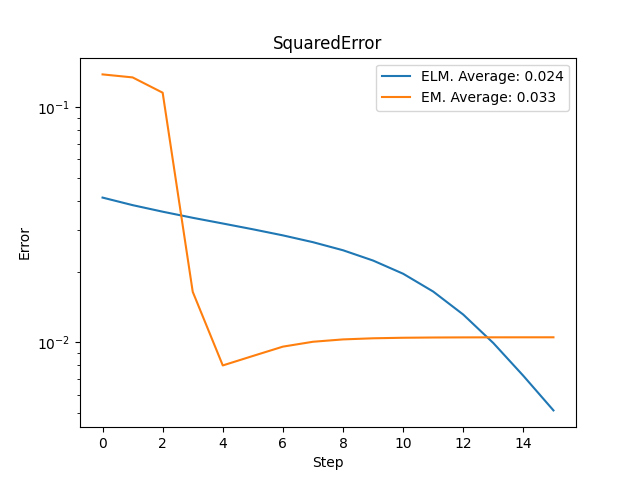 SquaredError
ELM. Average: 0.024
EM. Average: 0.033
10⁻¹
10⁻²
Error
0 2 4 6 8 10 12 14
Step